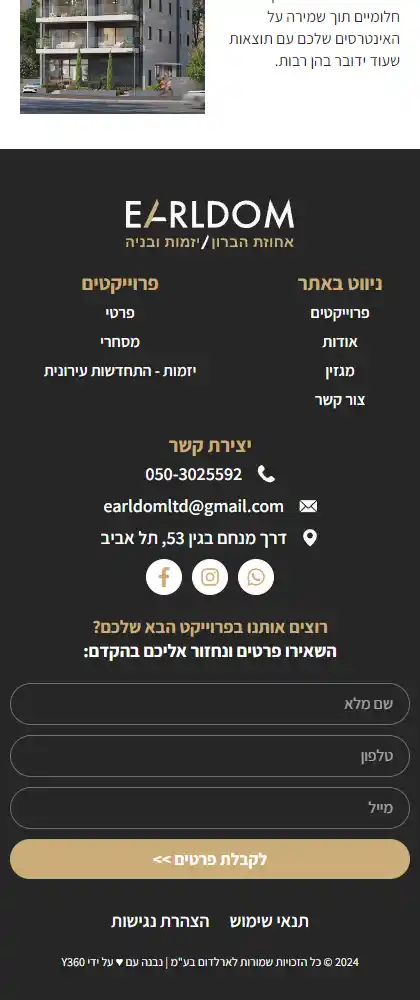 חלומיים תוך שמירה על
האינטרסים שלכם עם תוצאות
שעוד ידובר בהן רבות.
EARLDOM
אחוזת הברון/יזמות ובניה
ניווט באתר
פרוייקטים
אודות
מגזין
צור קשר
פרוייקטים
פרטי
מסחרי
יזמות - התחדשות עירונית
יצירת קשר
050-3025592
earldomltd@gmail.com
דרך מנחם בגין 53, תל אביב
רוצים אותנו בפרוייקט הבא שלכם?
השאירו פרטים ונחזור אליכם בהקדם:
שם מלא
טלפון
מייל
לקבלת פרטים >>
תנאי שימוש
הצהרת נגישות
2024 © כל הזכויות שמורות לארלדום בע"מ | נבנה עם ♥ על ידי Y360